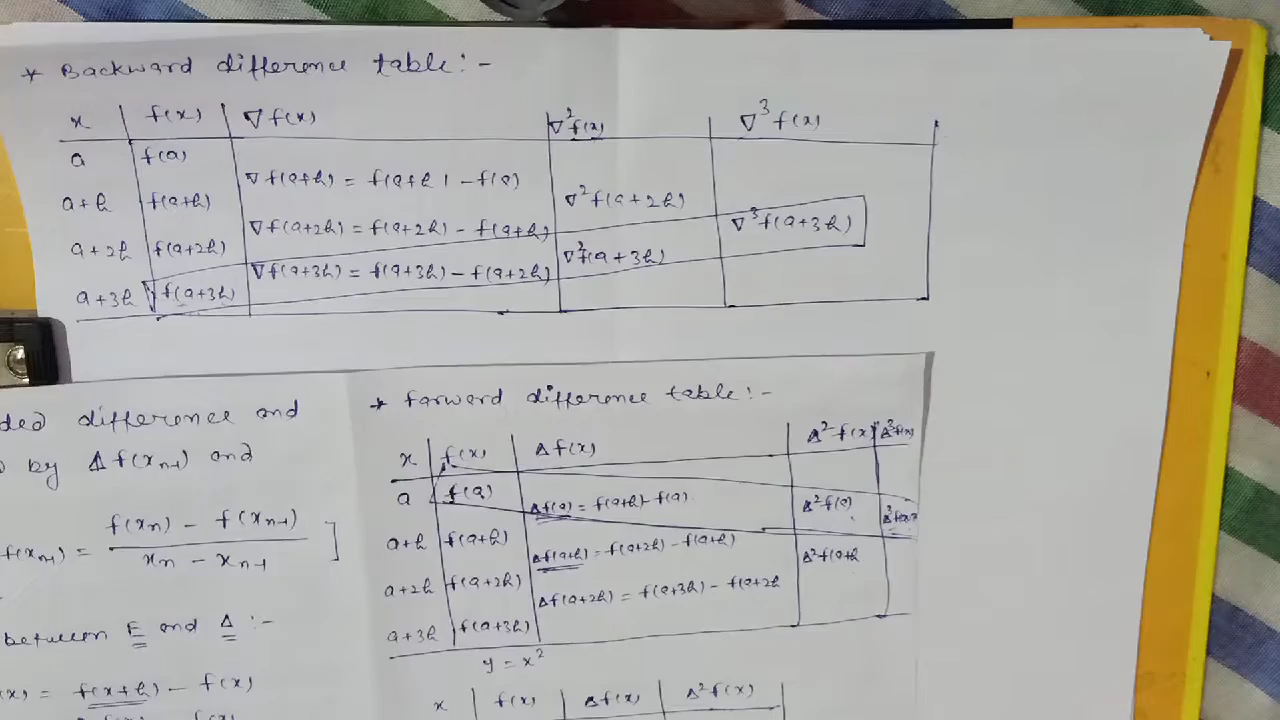 * Backward difference table:-
x | f(x) | ∇f(x) | ∇²f(x) | ∇³f(x)
a | f(a)
∇f(a+h) = f(a+h) - f(a)
a+h | f(a+h) | ∇²f(a+2h)
∇f(a+2h) = f(a+2h) - f(a+h) | ∇³f(a+3h)
a+2h | f(a+2h) | ∇²f(a+3h)
∇f(a+3h) = f(a+3h) - f(a+2h)
a+3h | f(a+3h)
ded difference and
by Δf(xn-1) and
f(xn-1) = f(xn) - f(xn-1) / xn - xn-1 ]
between E and Δ :-
(x) = f(x+h) - f(x)
* Forward difference table:-
x | f(x) | Δf(x) | Δ²f(x) | Δ³f(x)
a | f(a) | Δf(a) = f(a+h) - f(a) | Δ²f(a)
a+h | f(a+h) | Δf(a+h) = f(a+2h) - f(a+h) | Δ²f(a+h
a+2h | f(a+2h) | Δf(a+2h) = f(a+3h) - f(a+2h
a+3h | f(a+3h)
y = x²
x | f(x) | Δf(x) | Δ²f(x)